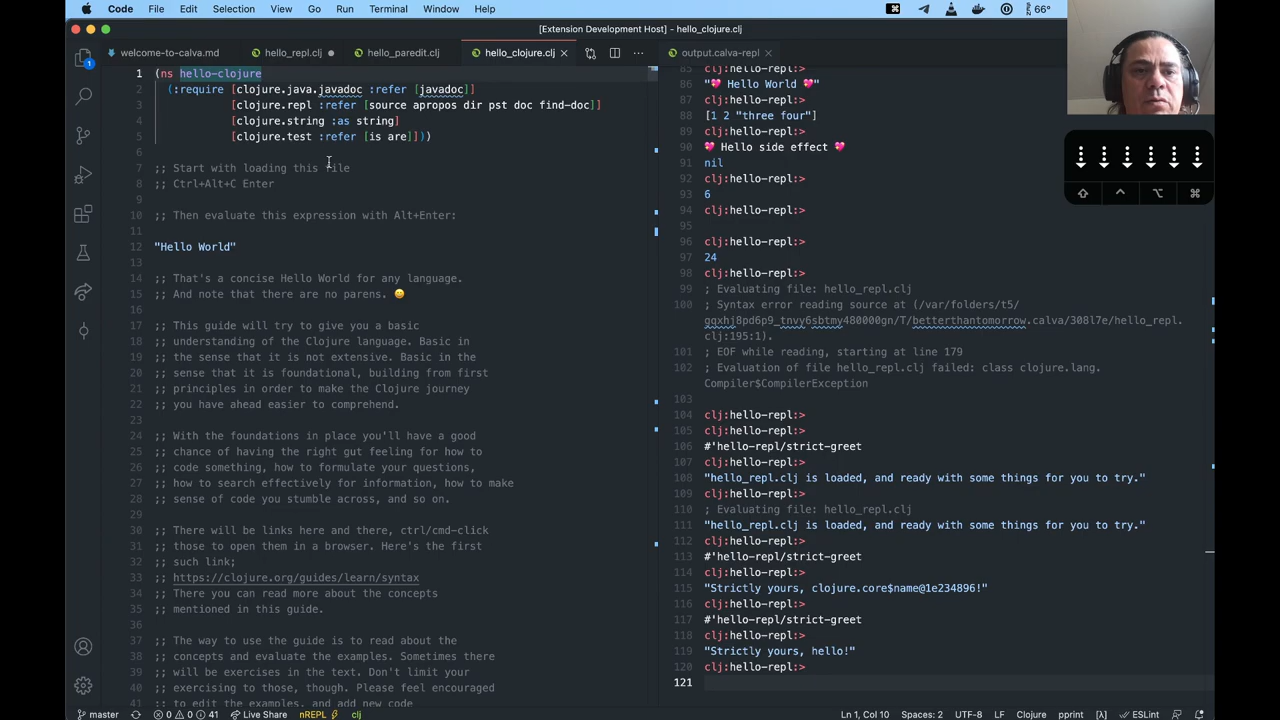 Code File Edit Selection View Go Run Terminal Window Help
66°
[Extension Development Host] - hello_clojure.clj
welcome-to-calva.md
hello_repl.clj
hello_paredit.clj
hello_clojure.clj
output.calva-repl
1 (ns hello-clojure
2 (:require [clojure.java.javadoc :refer [javadoc]]
3 [clojure.repl :refer [source apropos dir pst doc find-doc]]
4 [clojure.string :as string]
5 [clojure.test :refer [is are]]))
6
7 ;; Start with loading this file
8 ;; Ctrl+Alt+C Enter
9
10 ;; Then evaluate this expression with Alt+Enter:
11
12 "Hello World"
13
14 ;; That's a concise Hello World for any language.
15 ;; And note that there are no parens. 😀
16
17 ;; This guide will try to give you a basic
18 ;; understanding of the Clojure language. Basic in
19 ;; the sense that it is not extensive. Basic in the
20 ;; sense that it is foundational, building from first
21 ;; principles in order to make the Clojure journey
22 ;; you have ahead easier to comprehend.
23
24 ;; With the foundations in place you'll have a good
25 ;; chance of having the right gut feeling for how to
26 ;; code something, how to formulate your questions,
27 ;; how to search effectively for information, how to make
28 ;; sense of code you stumble across, and so on.
29
30 ;; There will be links here and there, ctrl/cmd-click
31 ;; those to open them in a browser. Here's the first
32 ;; such link;
33 ;; https://clojure.org/guides/learn/syntax
34 ;; There you can read more about the concepts
35 ;; mentioned in this guide.
36
37 ;; The way to use the guide is to read about the
38 ;; concepts and evaluate the examples. Sometimes there
39 ;; will be exercises in the text. Don't limit your
40 ;; exercising to those, though. Please feel encouraged
41 ;; to edit the examples, and add new code
85 clj:hello-repl:>
86 "💖 Hello World 💖"
87 clj:hello-repl:>
88 [1 2 "three four"]
89 clj:hello-repl:>
90 💖 Hello side effect 💖
91 nil
92 clj:hello-repl:>
93 6
94 clj:hello-repl:>
95
96 clj:hello-repl:>
97 24
98 clj:hello-repl:>
99 ; Evaluating file: hello_repl.clj
100 ; Syntax error reading source at (/var/folders/t5/
gqxhj8pd6p9_tnvy6sbtmy480000gn/T/betterthantomorrow.calva/308l7e/hello_repl.
clj:195:1).
101 ; EOF while reading, starting at line 179
102 ; Evaluation of file hello_repl.clj failed: class clojure.lang.
Compiler$CompilerException
103
104 clj:hello-repl:>
105 clj:hello-repl:>
106 #'hello-repl/strict-greet
107 clj:hello-repl:>
108 "hello_repl.clj is loaded, and ready with some things for you to try."
109 clj:hello-repl:>
110 ; Evaluating file: hello_repl.clj
111 "hello_repl.clj is loaded, and ready with some things for you to try."
112 clj:hello-repl:>
113 #'hello-repl/strict-greet
114 clj:hello-repl:>
115 "Strictly yours, clojure.core$name@1e234896!"
116 clj:hello-repl:>
117 #'hello-repl/strict-greet
118 clj:hello-repl:>
119 "Strictly yours, hello!"
120 clj:hello-repl:>
121
master 0 0 41 Live Share nREPL clj
Ln 1, Col 10 Spaces: 2 UTF-8 LF Clojure pprint [λ] ESLint